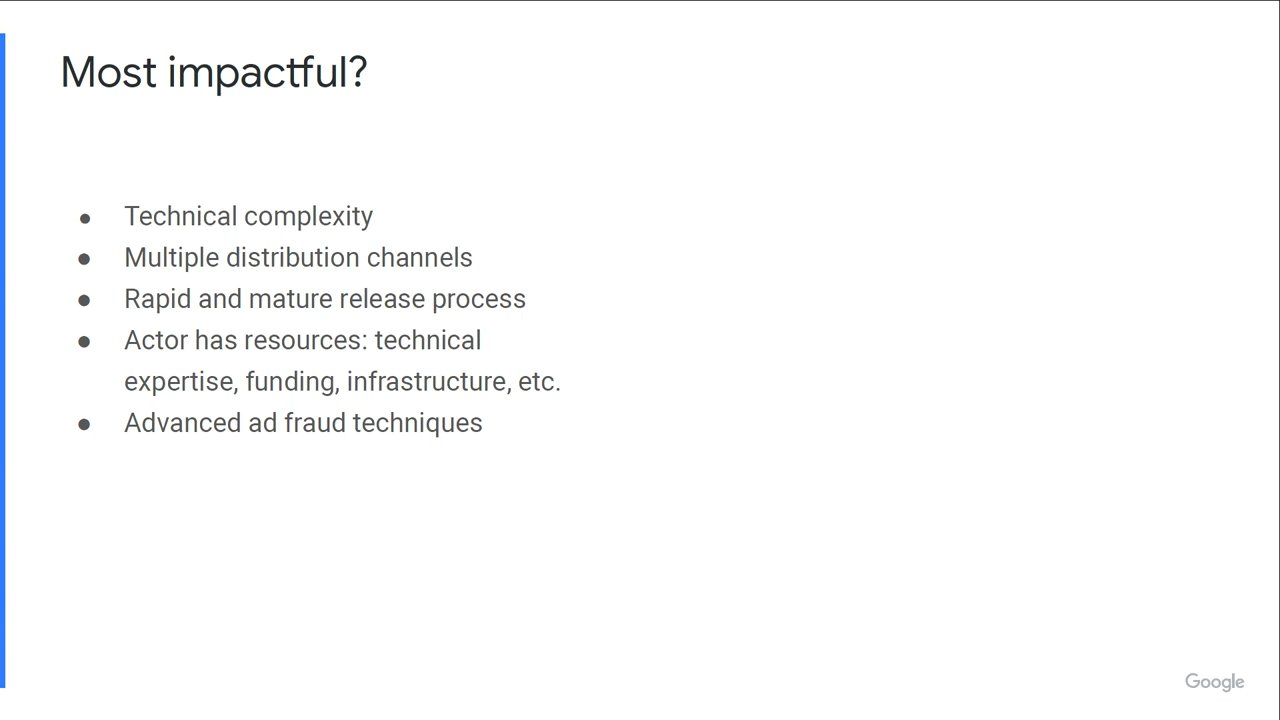 Most impactful?
● Technical complexity
● Multiple distribution channels
● Rapid and mature release process
● Actor has resources: technical
expertise, funding, infrastructure, etc.
● Advanced ad fraud techniques
Google